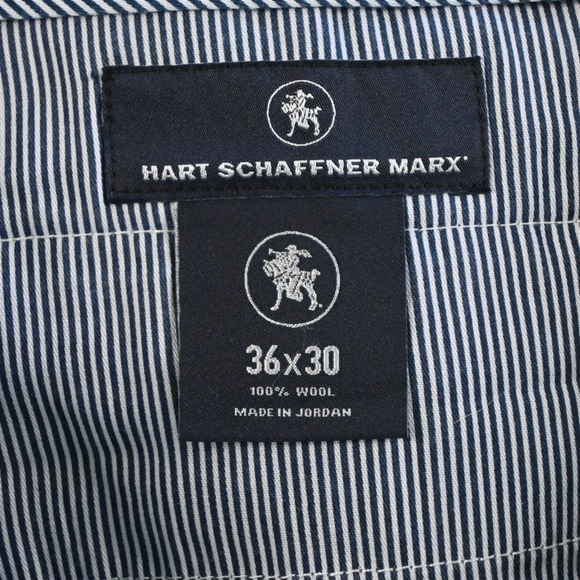 HART SCHAFFNER MARX
36x30
100% WOOL
MADE IN JORDAN